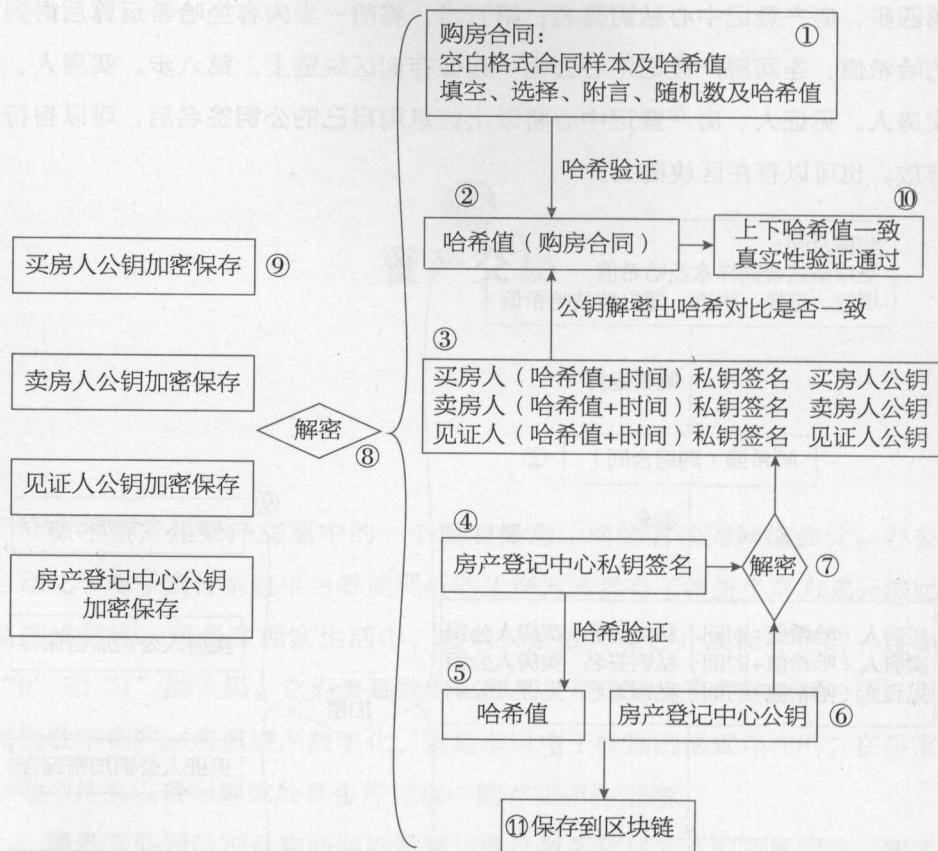 购房合同:
空白格式合同样本及哈希值
填空、选择、附言、随机数及哈希值
①
哈希验证
②
哈希值（购房合同）
⑩
上下哈希值一致
真实性验证通过
公钥解密出哈希对比是否一致
③
买房人（哈希值+时间）私钥签名 买房人公钥
卖房人（哈希值+时间）私钥签名 卖房人公钥
见证人（哈希值+时间）私钥签名 见证人公钥
买房人公钥加密保存 ⑨
卖房人公钥加密保存
解密
⑧
见证人公钥加密保存
房产登记中心公钥
加密保存
④
房产登记中心私钥签名
解密 ⑦
哈希验证
⑤
哈希值
房产登记中心公钥 ⑥
⑪保存到区块链